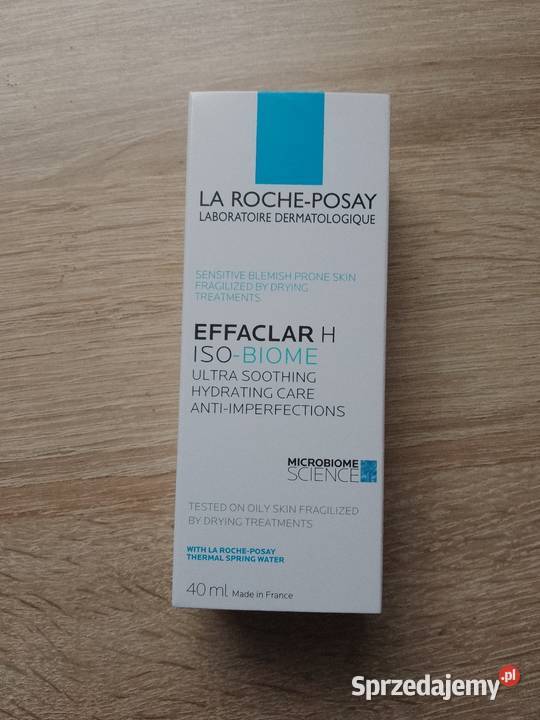 LA ROCHE-POSAY
LABORATOIRE DERMATOLOGIQUE
SENSITIVE BLEMISH PRONE SKIN
FRAGILIZED BY DRYING
TREATMENTS.
EFFACLAR H
ISO-BIOME
ULTRA SOOTHING
HYDRATING CARE
ANTI-IMPERFECTIONS
MICROBIOME
SCIENCE
TESTED ON OILY SKIN FRAGILIZED
BY DRYING TREATMENTS
WITH LA ROCHE-POSAY
THERMAL SPRING WATER
40 ml Made in France
Sprzedajemy.pl